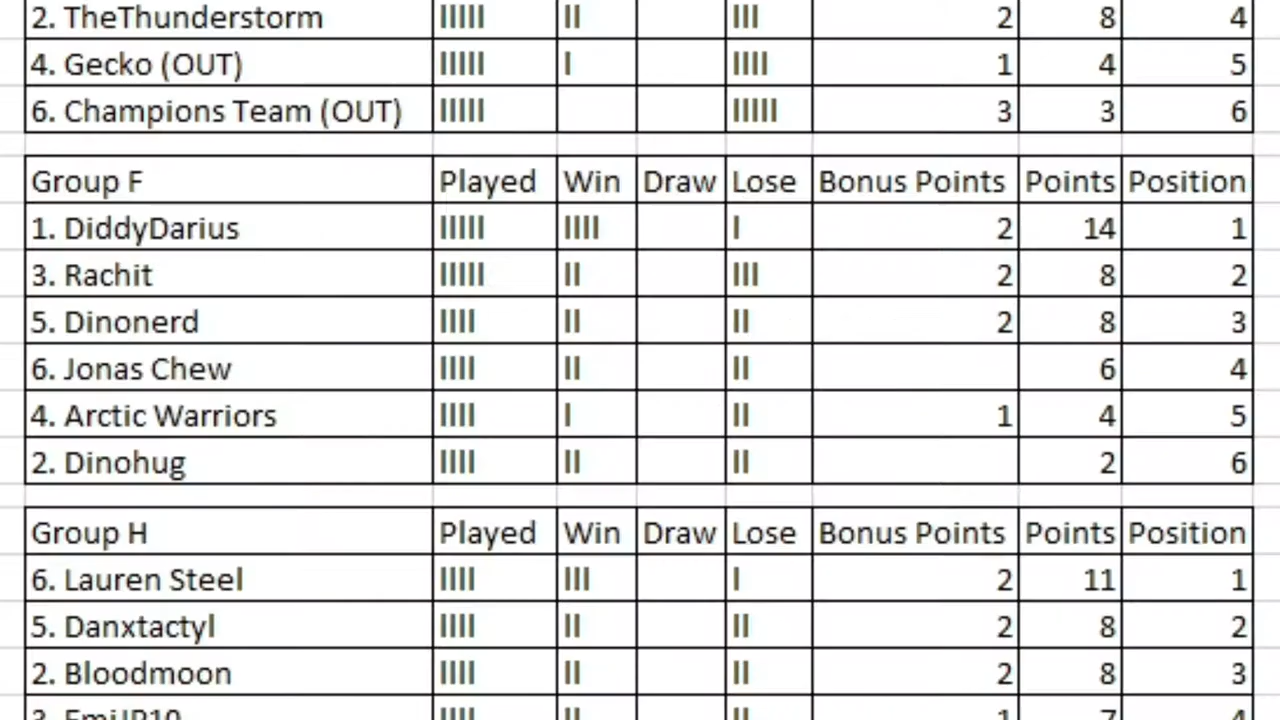 2. TheThunderstorm IIIII II III 2 8 4
4. Gecko (OUT) IIIII I IIII 1 4 5
6. Champions Team (OUT) IIIII IIIII 3 3 6
Group F Played Win Draw Lose Bonus Points Points Position
1. DiddyDarius IIIII IIII I 2 14 1
3. Rachit IIIII II III 2 8 2
5. Dinonerd IIII II II 2 8 3
6. Jonas Chew IIII II II 6 4
4. Arctic Warriors IIII I II 1 4 5
2. Dinohug IIII II II 2 6
Group H Played Win Draw Lose Bonus Points Points Position
6. Lauren Steel IIII III I 2 11 1
5. Danxtactyl IIII II II 2 8 2
2. Bloodmoon IIII II II 2 8 3
3. IIII II II 1 7 4